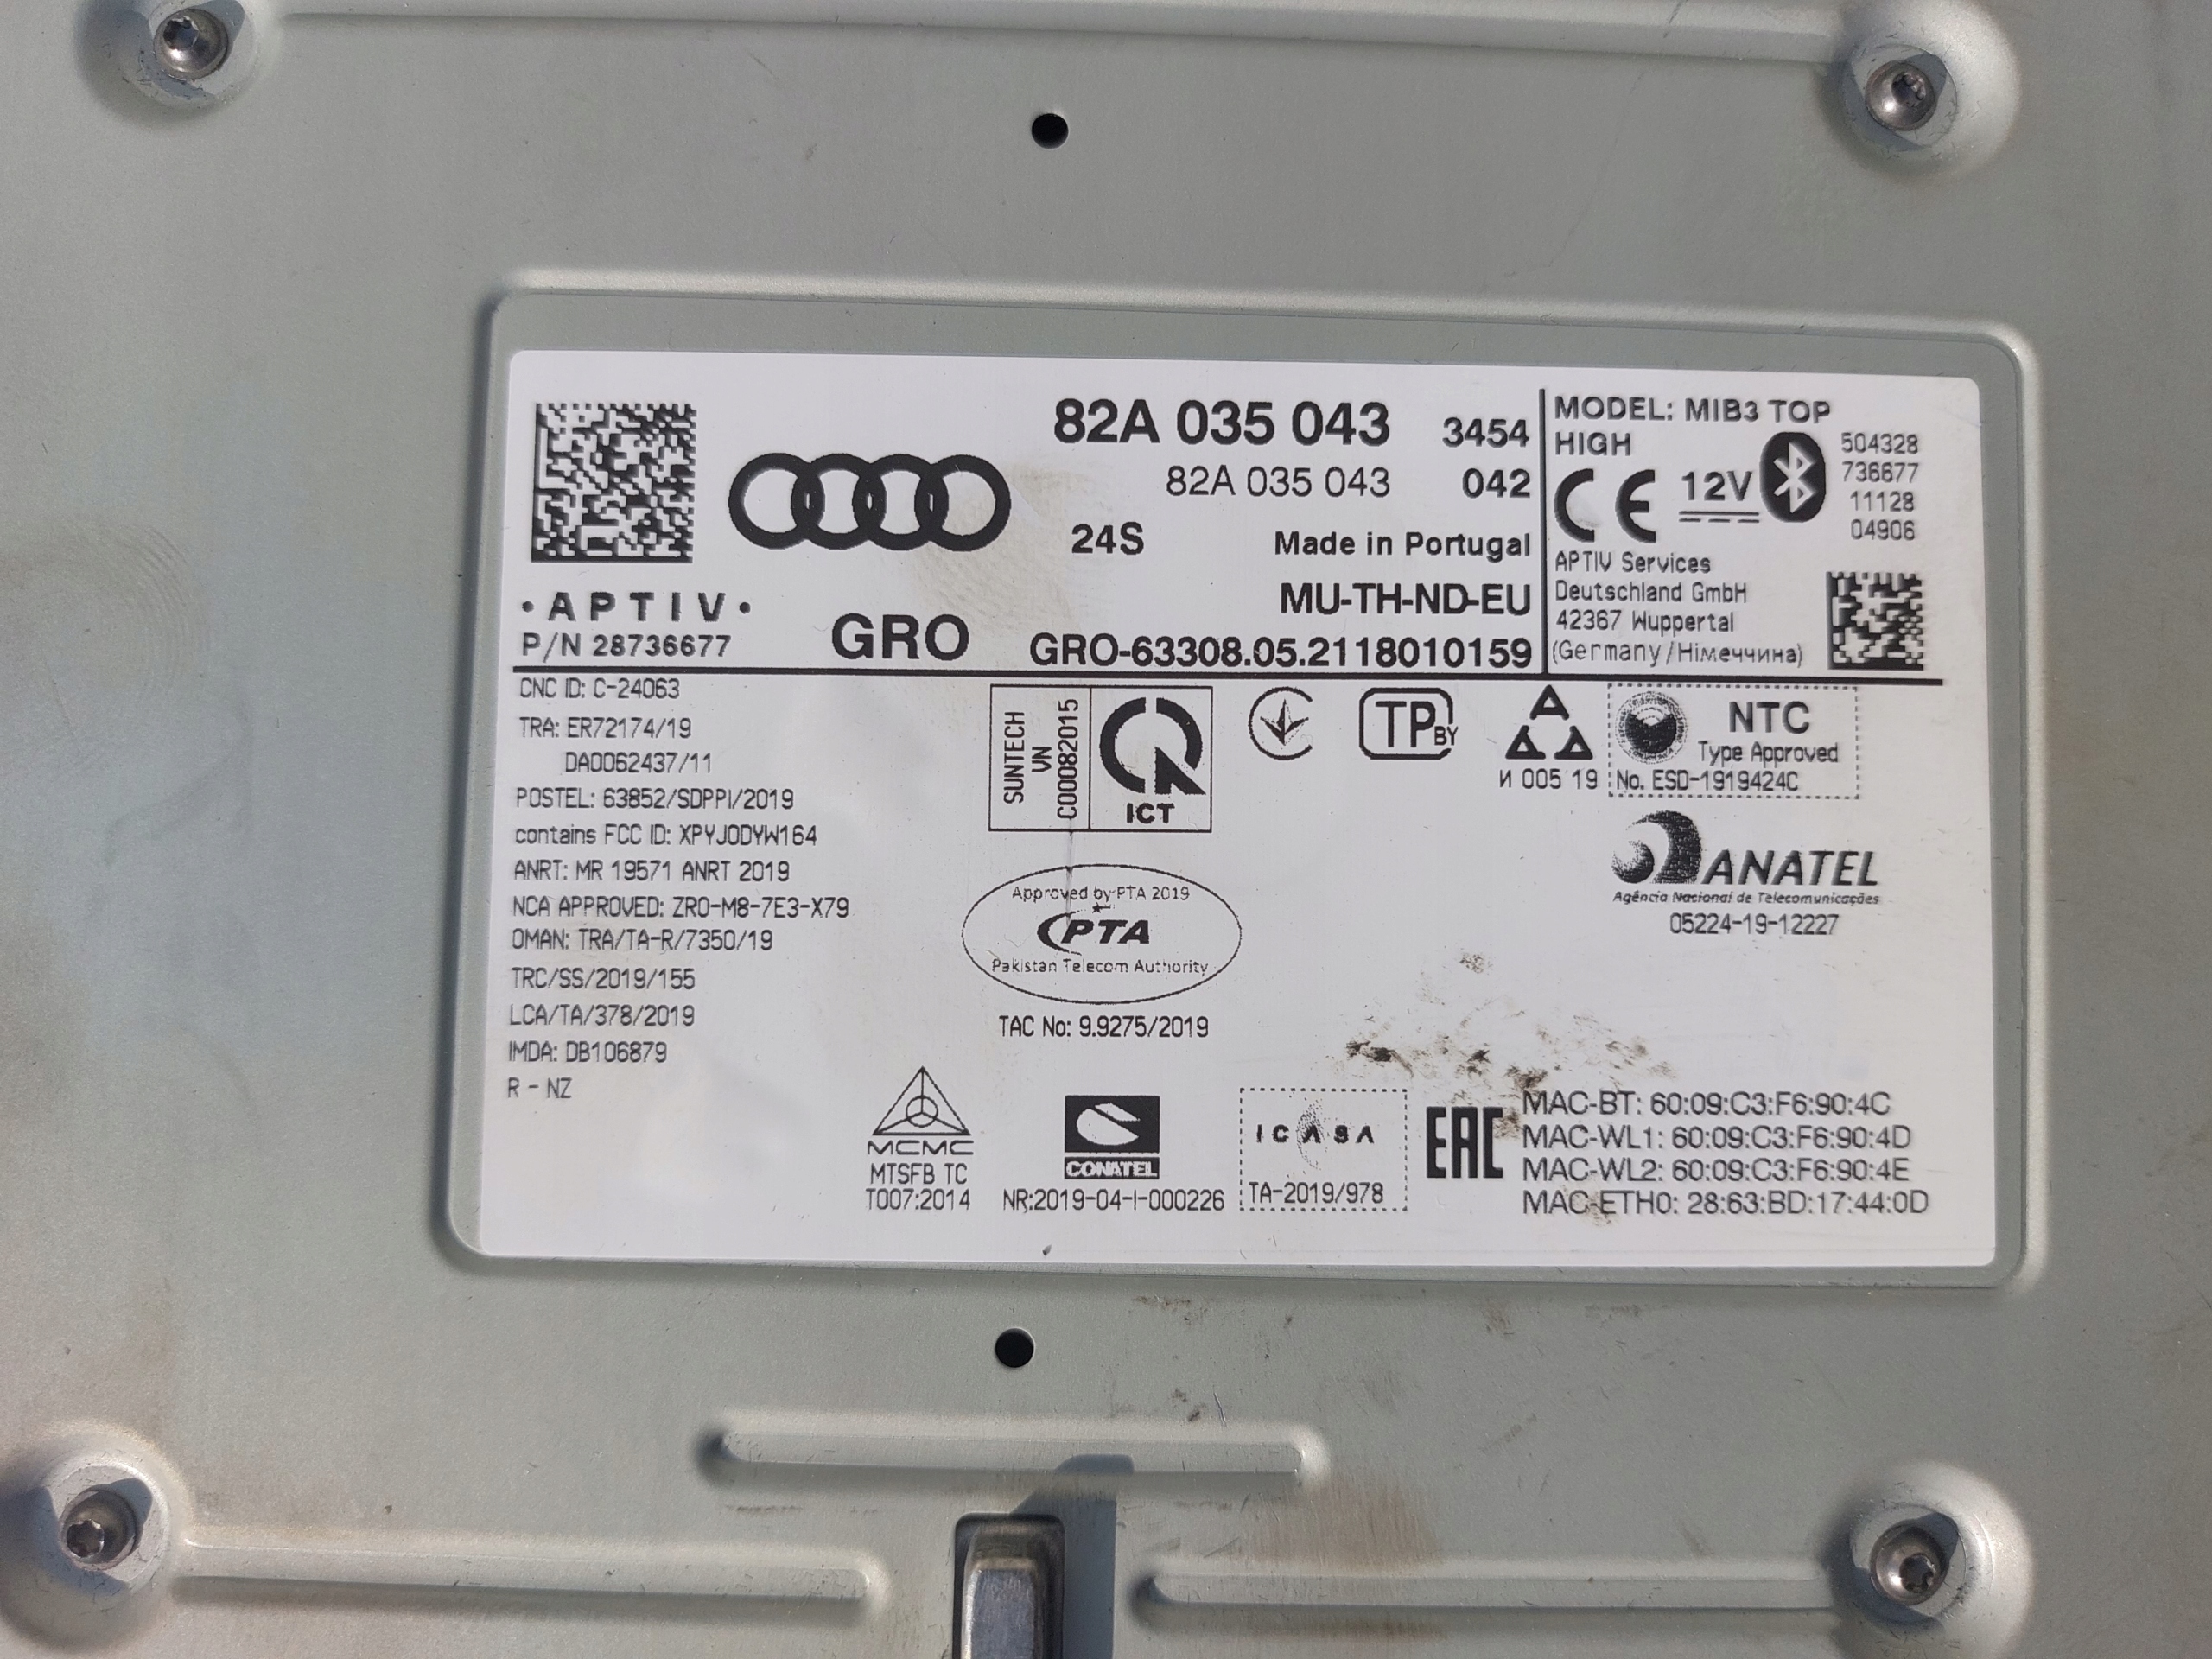 82A 035 043 3454
82A 035 043 042
24S Made in Portugal
• A P T I V •
P/N 28736677
GRO
MU-TH-ND-EU
GRO-63308.05.2118010159
MODEL: MIB3 TOP
HIGH
CE 12V
504328
736677
11128
04906
APTIV Services
Deutschland GmbH
42367 Wuppertal
(Germany/Німеччина)
CNC ID: C-24063
TRA: ER72174/19
DA0062437/11
POSTEL: 63852/SDPPI/2019
contains FCC ID: XPYJODYW164
ANRT: MR 19571 ANRT 2019
NCA APPROVED: ZRO-M8-7E3-X79
OMAN: TRA/TA-R/7350/19
TRC/SS/2019/155
LCA/TA/378/2019
IMDA: DB106879
R - NZ
SUNTECH
VN
C00082015
ICT
TP BY
И 005 19
NTC
Type Approved
No. ESD-1919424C
Approved by PTA 2019
PTA
Pakistan Telecom Authority
TAC No: 9.9275/2019
ANATEL
Agência Nacional de Telecomunicações
05224-19-12227
MCMC
MTSFB TC
T007:2014
CONATEL
NR:2019-04-I-000226
ICASA
TA-2019/978
EAC
MAC-BT: 60:09:C3:F6:90:4C
MAC-WL1: 60:09:C3:F6:90:4D
MAC-WL2: 60:09:C3:F6:90:4E
MAC-ETH0: 28:63:BD:17:44:0D